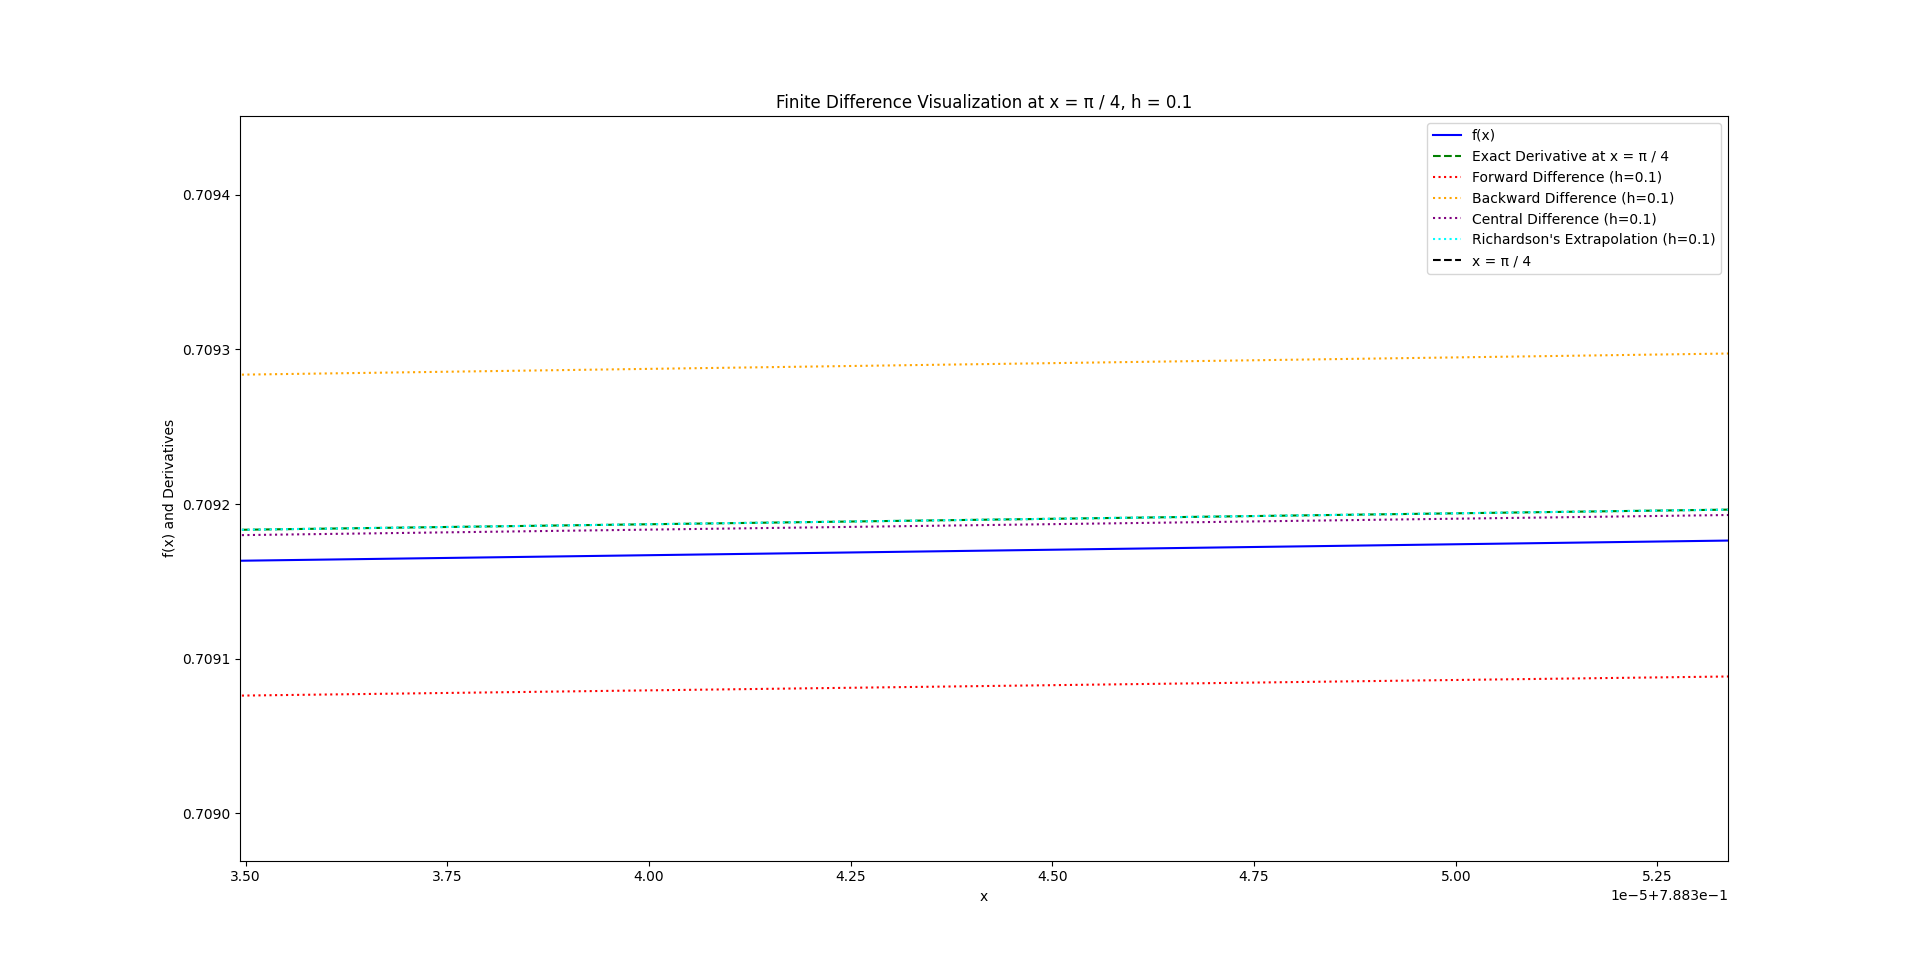 Finite Difference Visualization at x = π / 4, h = 0.1
f(x)
Exact Derivative at x = π / 4
Forward Difference (h=0.1)
Backward Difference (h=0.1)
Central Difference (h=0.1)
Richardson's Extrapolation (h=0.1)
x = π / 4
f(x) and Derivatives
0.7094
0.7093
0.7092
0.7091
0.7090
3.50 3.75 4.00 4.25 4.50 4.75 5.00 5.25
x
1e−5+7.883e−1